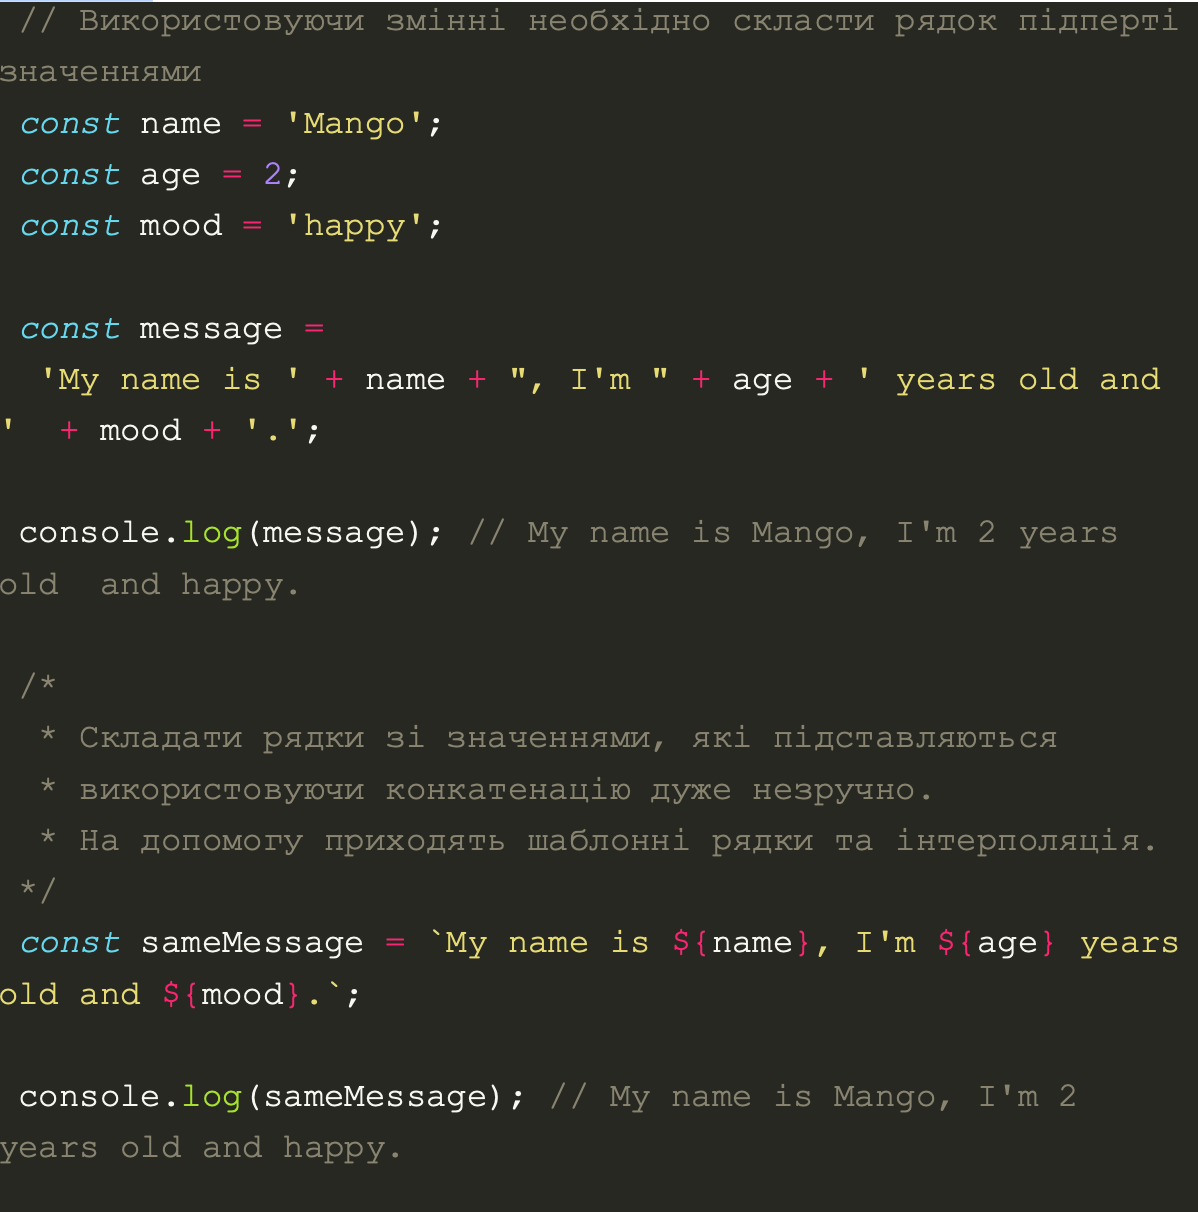 // Використовуючи змінні необхідно скласти рядок підперті
значеннями
const name = 'Mango';
const age = 2;
const mood = 'happy';
const message =
'My name is ' + name + ", I'm " + age + ' years old and
'  + mood + '.';
console.log(message); // My name is Mango, I'm 2 years
old  and happy.
/*
* Складати рядки зі значеннями, які підставляються
* використовуючи конкатенацію дуже незручно.
* На допомогу приходять шаблонні рядки та інтерполяція.
*/
const sameMessage = `My name is ${name}, I'm ${age} years
old and ${mood}.`;
console.log(sameMessage); // My name is Mango, I'm 2
years old and happy.